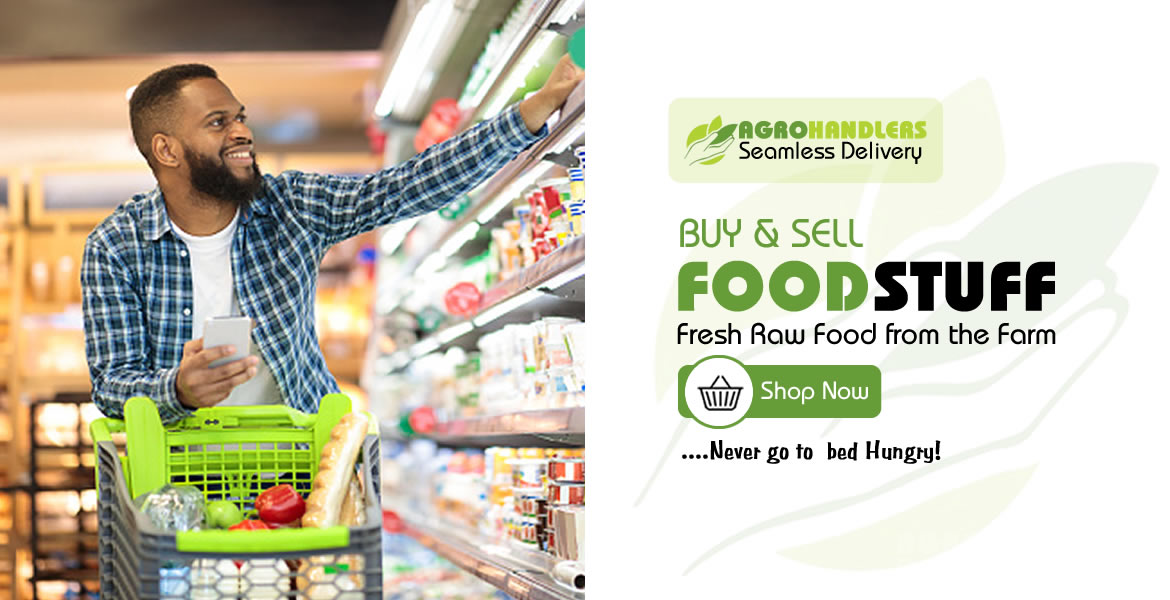 AGROHANDLERS
Seamless Delivery
BUY & SELL
FOODSTUFF
Fresh Raw Food from the Farm
Shop Now
....Never go to bed Hungry!